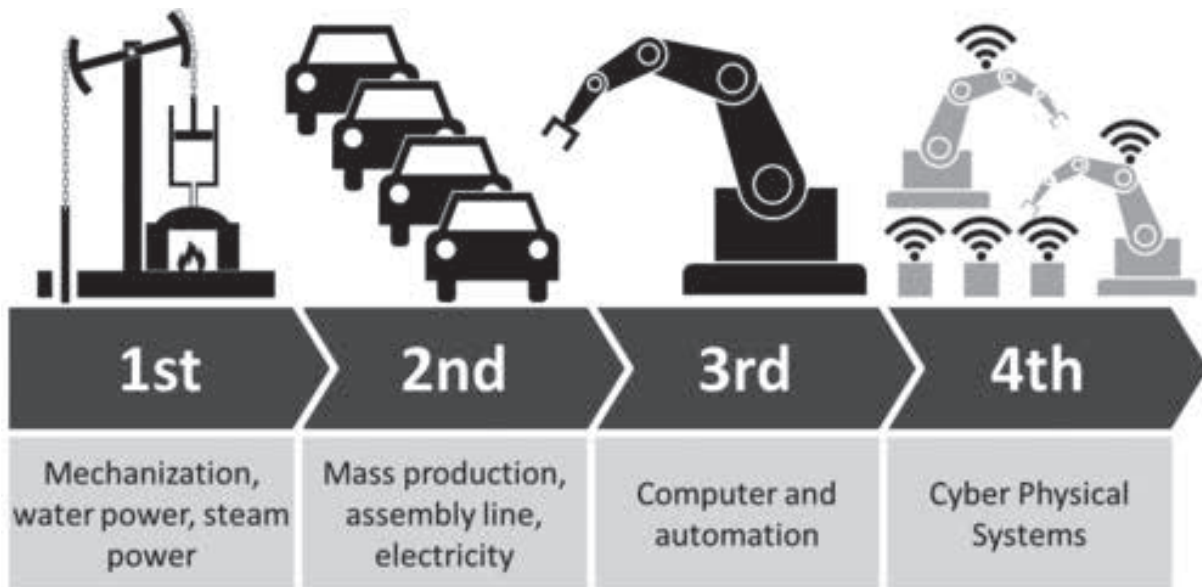 1st
2nd
3rd
4th
Mechanization,
water power, steam
power
Mass production,
assembly line,
electricity
Computer and
automation
Cyber Physical
Systems